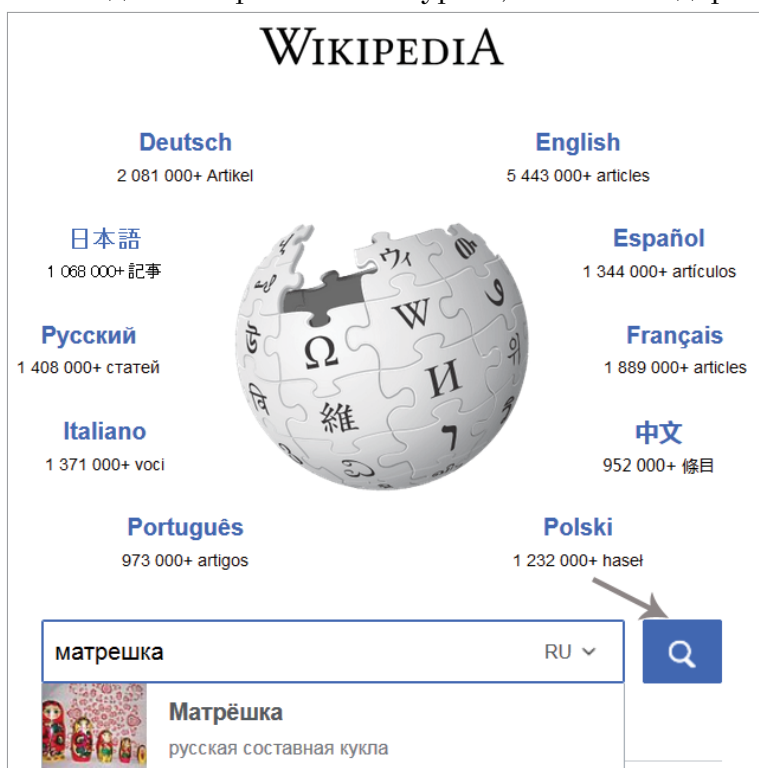 WIKIPEDIA
Deutsch
2 081 000+ Artikel
English
5 443 000+ articles
日本語
1 068 000+ 記事
Español
1 344 000+ artículos
Русский
1 408 000+ статей
Français
1 889 000+ articles
Italiano
1 371 000+ voci
中文
952 000+ 條目
Português
973 000+ artigos
Polski
1 232 000+ haseł
Ω
W
И
維
ウィ
матрешка
RU
Матрёшка
русская составная кукла